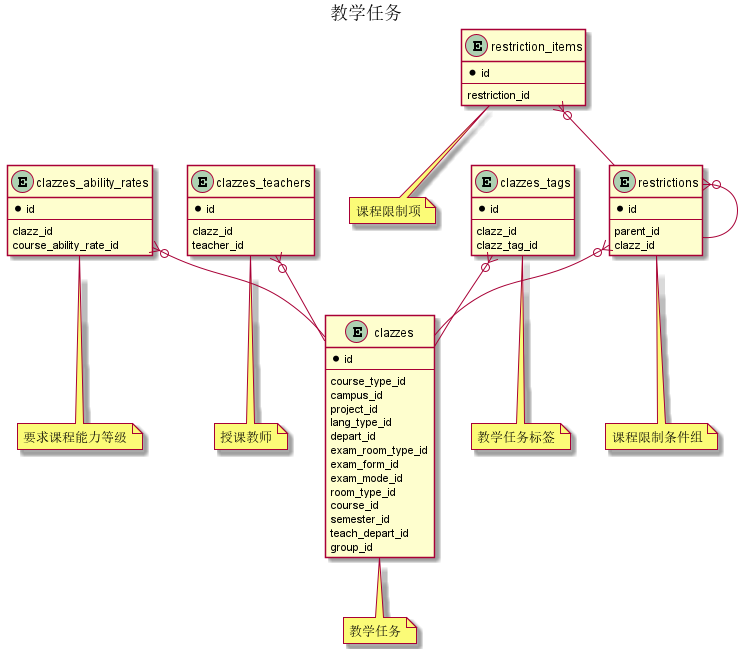 教学任务
E restriction_items
id
restriction_id
课程限制项
E clazzes_ability_rates
id
clazz_id
course_ability_rate_id
E clazzes_teachers
id
clazz_id
teacher_id
E clazzes_tags
id
clazz_id
clazz_tag_id
E restrictions
id
parent_id
clazz_id
E clazzes
id
course_type_id
campus_id
project_id
lang_type_id
depart_id
exam_room_type_id
exam_form_id
exam_mode_id
room_type_id
course_id
semester_id
teach_depart_id
group_id
要求课程能力等级
授课教师
教学任务标签
课程限制条件组
教学任务